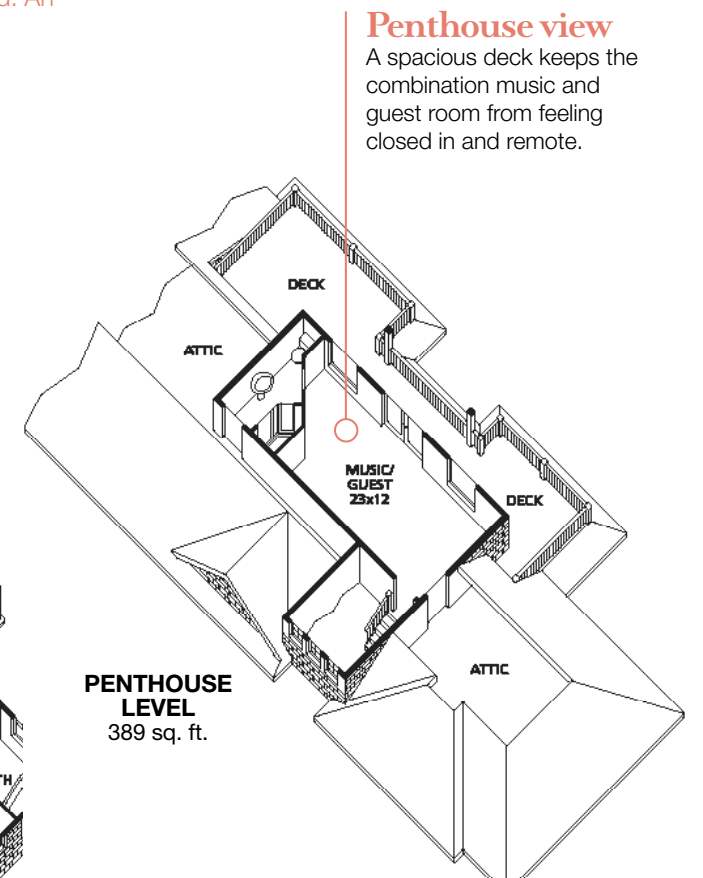 Penthouse view
A spacious deck keeps the
combination music and
guest room from feeling
closed in and remote.
DECK
ATTIC
MUSIC/
GUEST
23x12
DECK
ATTIC
PENTHOUSE
LEVEL
389 sq. ft.